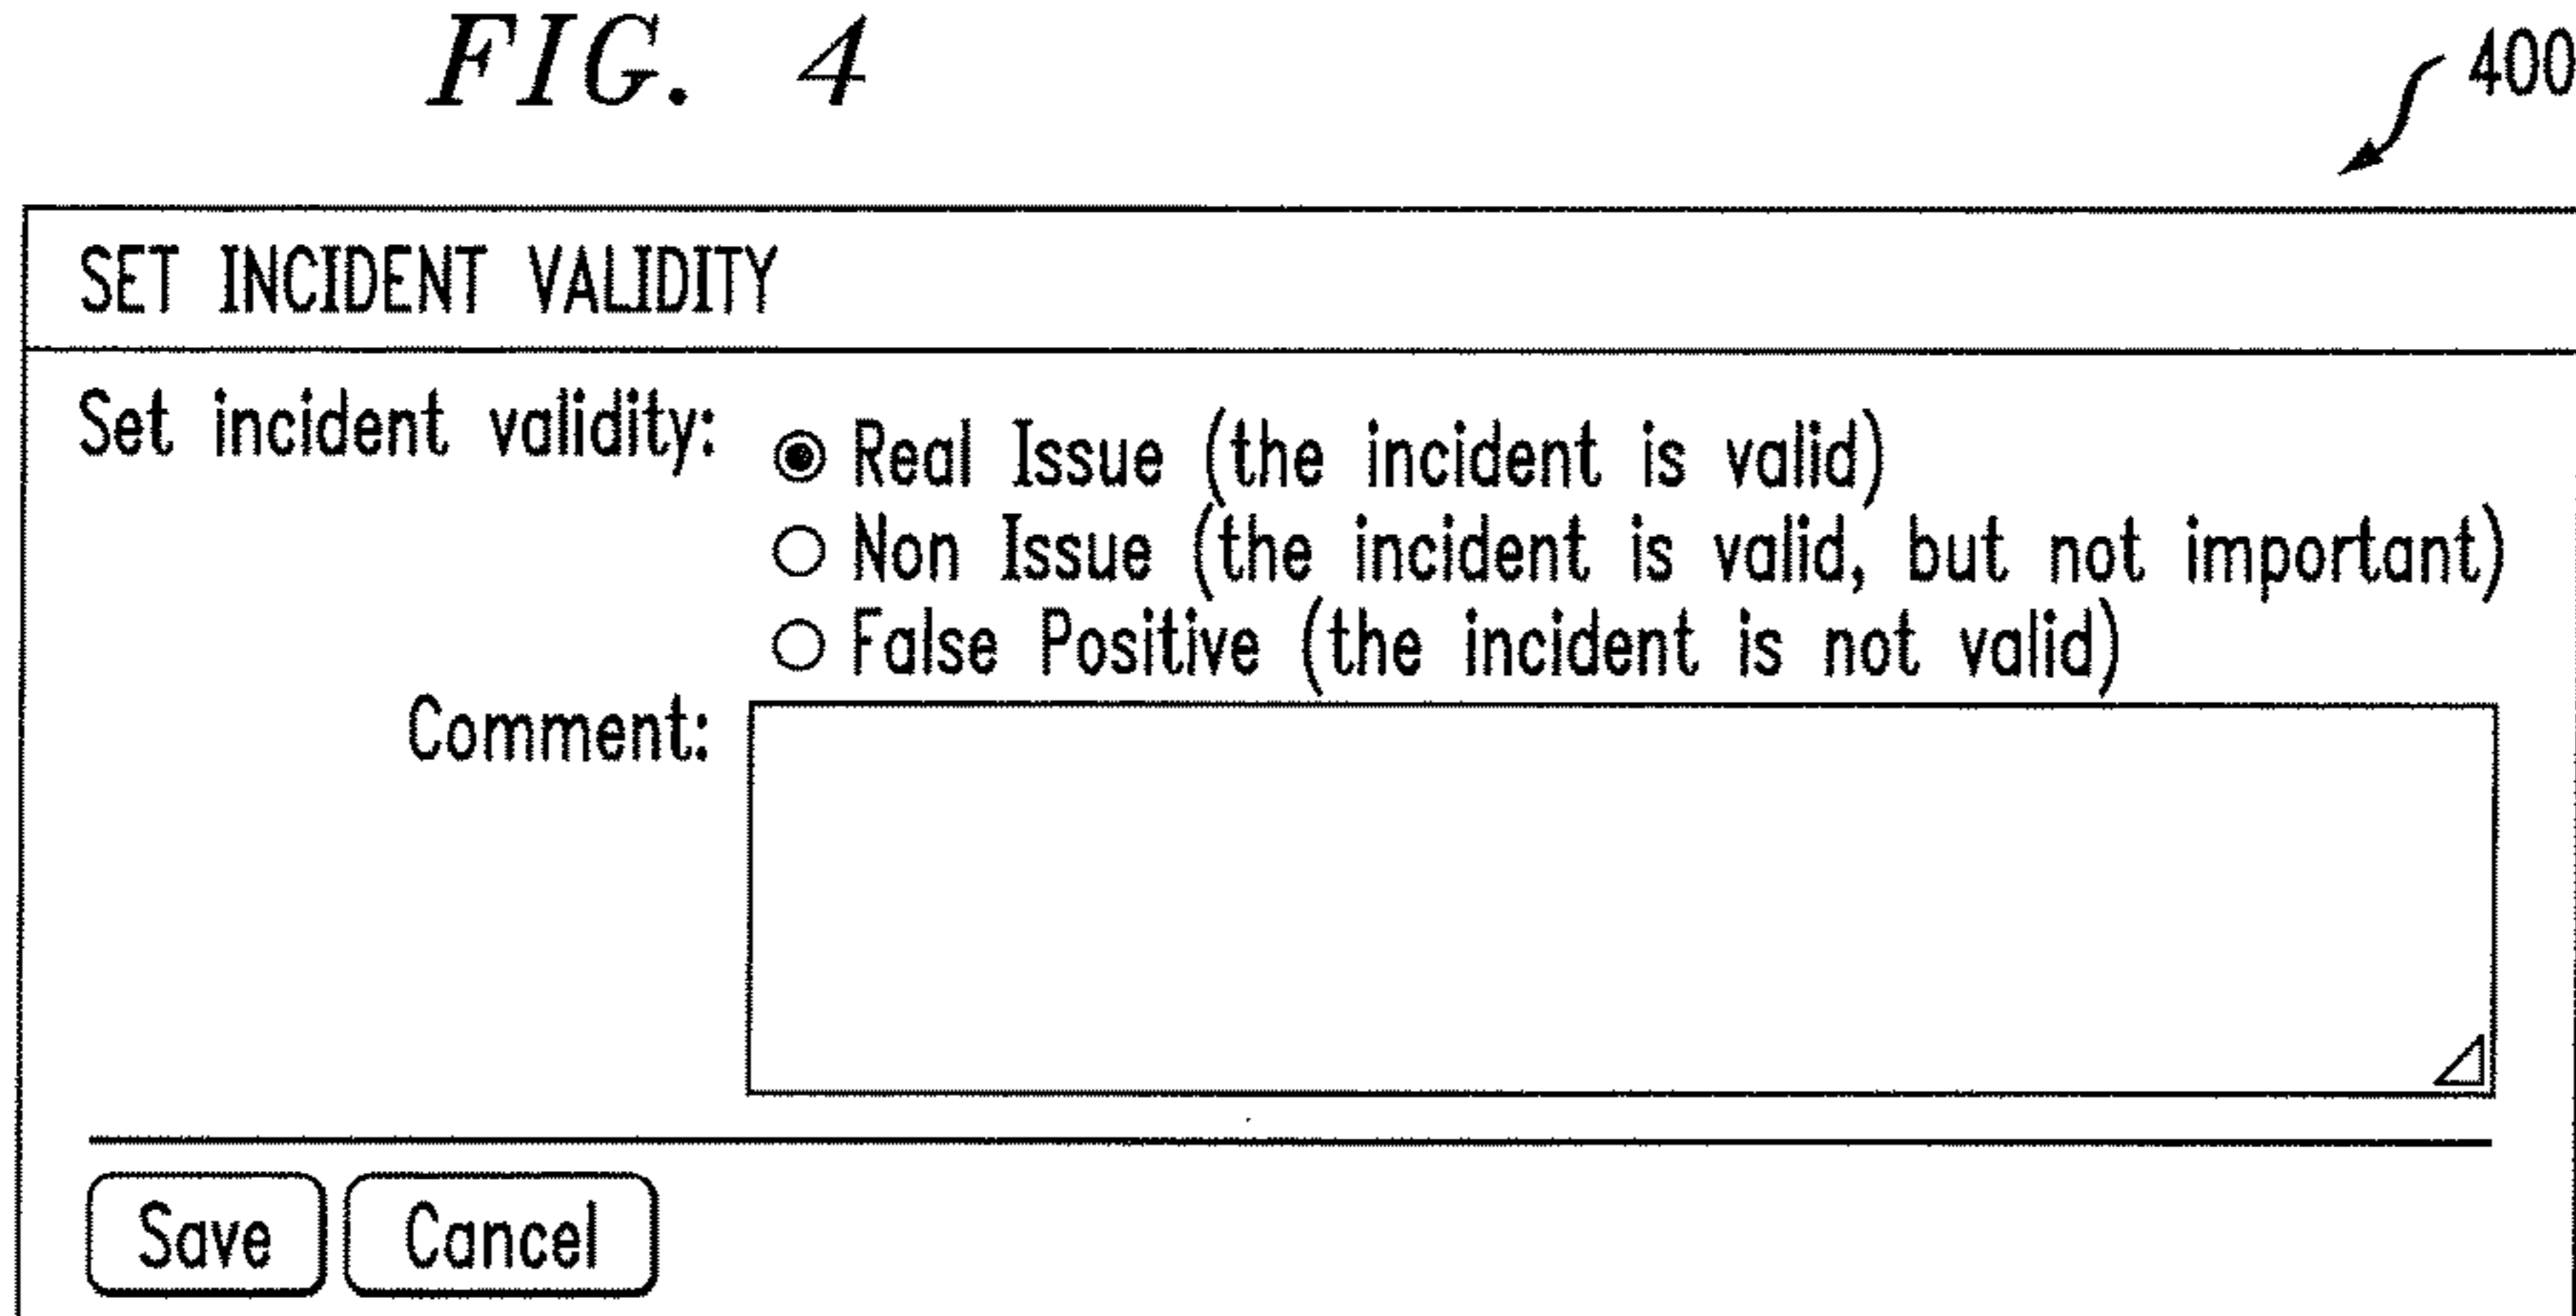 FIG. 4
400
SET INCIDENT VALIDITY
Set incident validity:
Real Issue (the incident is valid)
Non Issue (the incident is valid, but not important)
False Positive (the incident is not valid)
Comment:
Save
Cancel